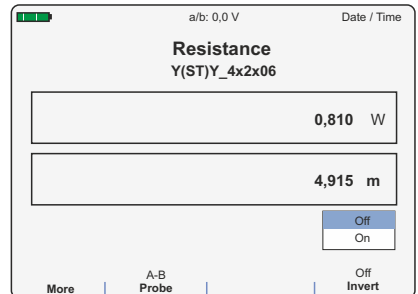 a/b: 0,0 V Date / Time
Resistance
Y(ST)Y_4x2x06
0,810 W
4,915 m
Off
On
A-B Off
More Probe Invert